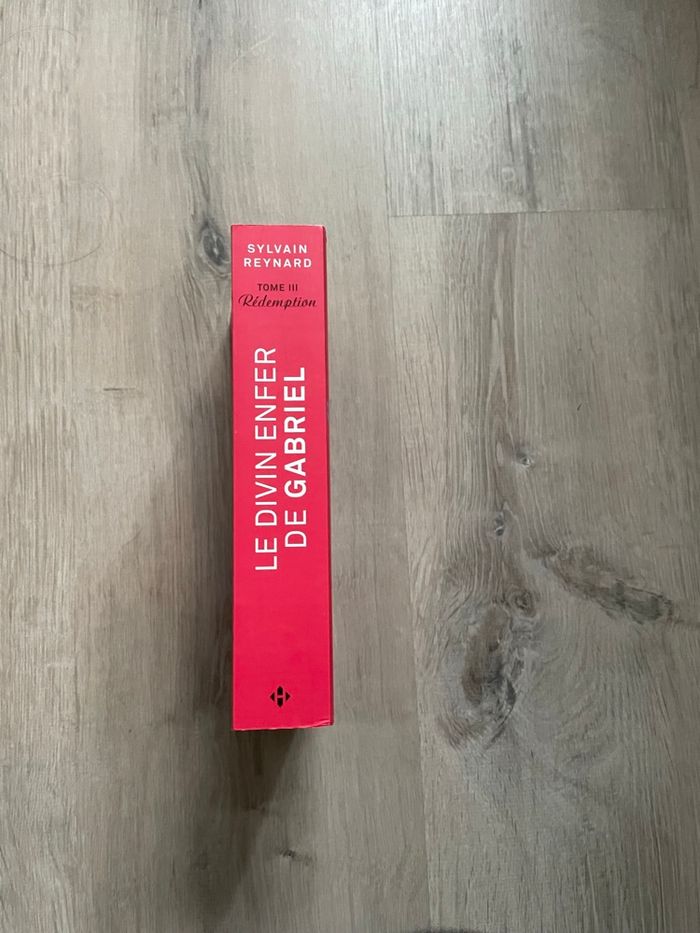 SYLVAIN
REYNARD
TOME III
Rédemption
LE DIVIN ENFER
DE GABRIEL
H